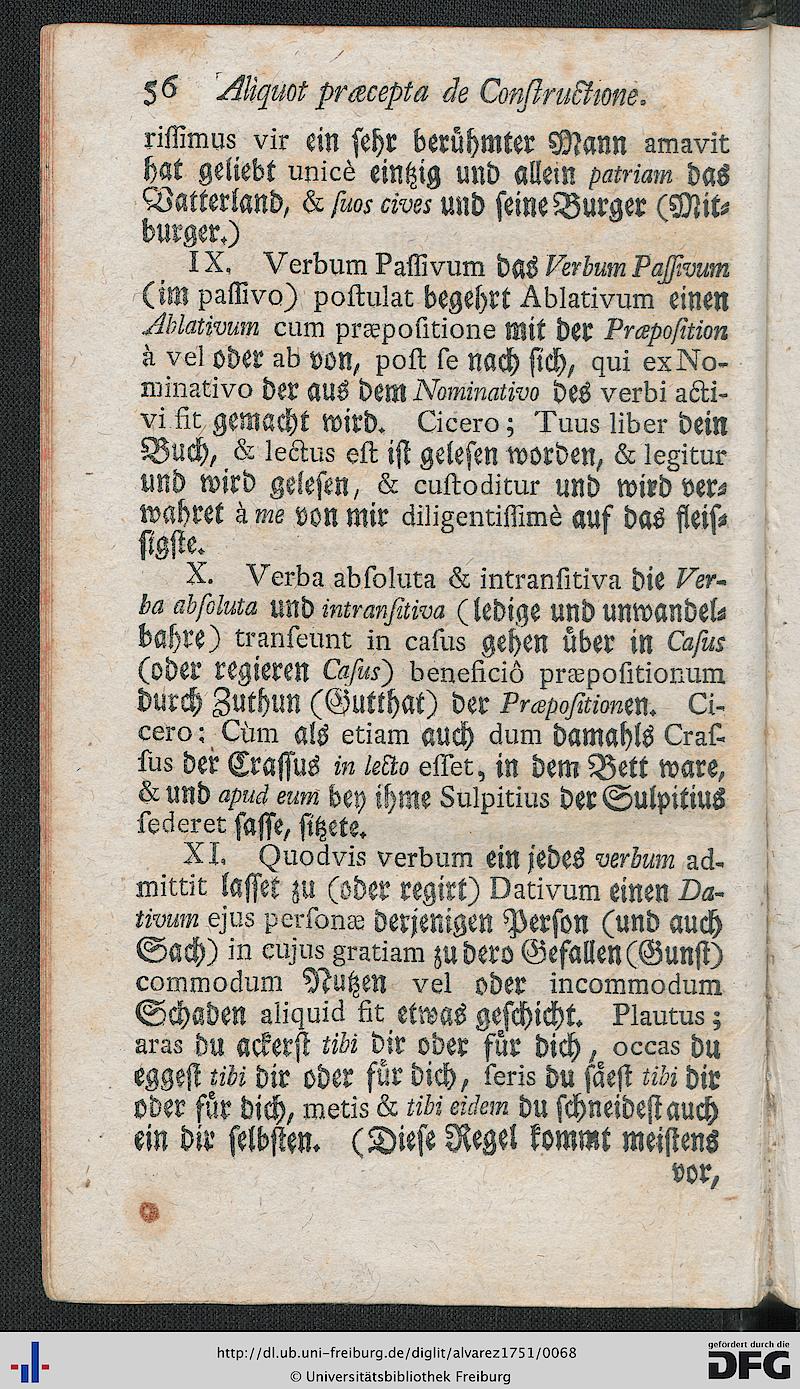 56 Aliquot præcepta de Conſtructione.
riſſimus vir ein ſehr berühmter Mann amavit
hat geliebt unicè eintzig und allein patriam das
Vatterland, & ſuos cives und ſeine Burger (Mit⸗
burger.)
IX. Verbum Paſſivum das Verbum Paſſivum
(im paſſivo) poſtulat begehrt Ablativum einen
Ablativum cum præpoſitione mit der Præpoſition
à vel oder ab von, poſt ſe nach ſich, qui ex No-
minativo der aus dem Nominativo des verbi acti-
vi fit gemacht wird. Cicero; Tuus liber dein
Buch, & lectus eſt iſt geleſen worden, & legitur
und wird geleſen, & cuſtoditur und wird ver⸗
wahret à me von mir diligentiſſimè auf das fleiſ⸗
ſigſte.
X. Verba abſoluta & intranſitiva die Ver-
ba abſoluta und intranſitiva (ledige und unwandel⸗
bahre) tranſeunt in caſus gehen über in Caſus
(oder regieren Caſus) beneficiô præpoſitionum
durch Zuthun (Gutthat) der Præpoſitionen. Ci-
cero: Cùm als etiam auch dum damahls Craſ-
ſus der Craſſus in lecto eſſet, in dem Bett ware,
& und apud eum bey ihme Sulpitius der Sulpitius
ſederet ſaſſe, ſitzete.
XI. Quodvis verbum ein jedes verbum ad-
mittit laſſet zu (oder regirt) Dativum einen Da-
tivum ejus perſonæ derjenigen Perſon (und auch
Sach) in cujus gratiam zu dero Gefallen (Gunſt)
commodum Nutzen vel oder incommodum
Schaden aliquid fit etwas geſchicht. Plautus;
aras du ackerſt tibi dir oder für dich, occas du
eggeſt tibi dir oder für dich, ſeris du ſäeſt tibi dir
oder für dich, metis & tibi eidem du ſchneideſt auch
ein dir ſelbſten. (Dieſe Regel kommt meiſtens
vor,
http://dl.ub.uni-freiburg.de/diglit/alvarez1751/0068
© Universitätsbibliothek Freiburg
gefördert durch die
DFG